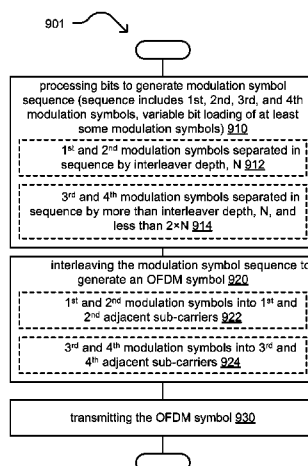 901
processing bits to generate modulation symbol
sequence (sequence includes 1st, 2nd, 3rd, and 4th
modulation symbols, variable bit loading of at least
some modulation symbols) 910
1st and 2nd modulation symbols separated in
sequence by interleaver depth, N 912
3rd and 4th modulation symbols separated in
sequence by more than interleaver depth, N, and
less than 2×N 914
interleaving the modulation symbol sequence to
generate an OFDM symbol 920
1st and 2nd modulation symbols into 1st and
2nd adjacent sub-carriers 922
3rd and 4th modulation symbols into 3rd and
4th adjacent sub-carriers 924
transmitting the OFDM symbol 930